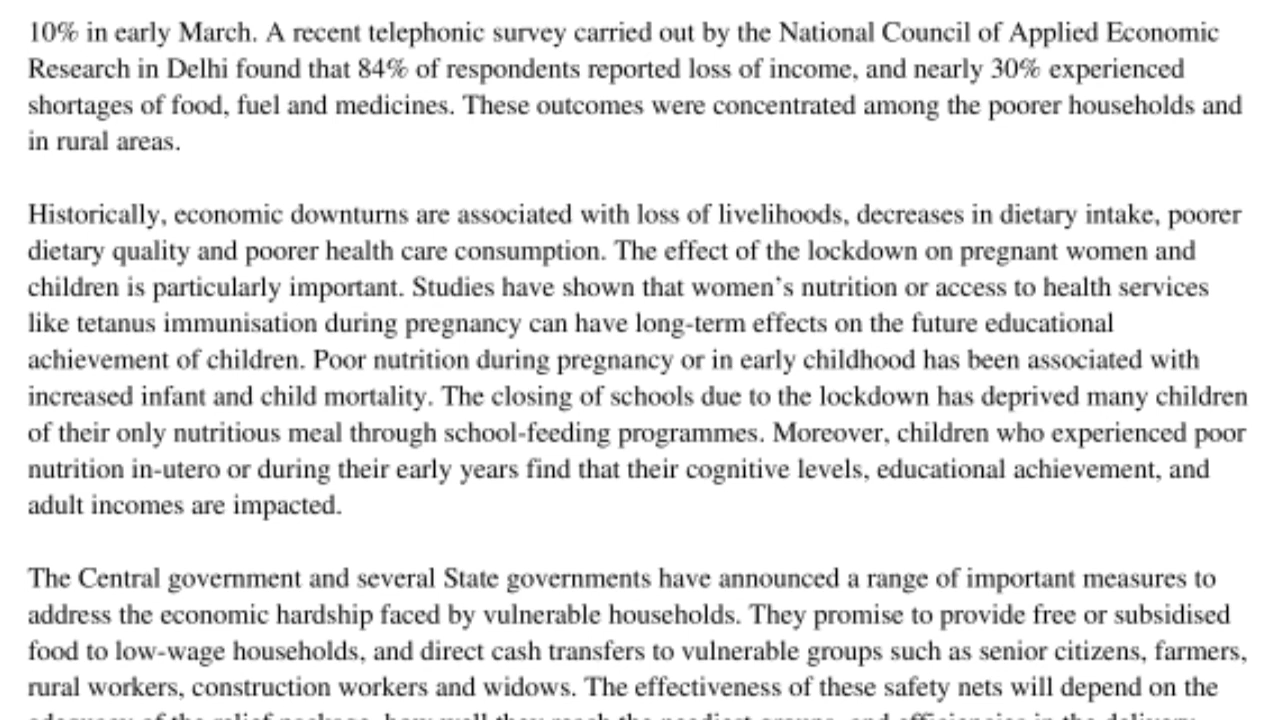 10% in early March. A recent telephonic survey carried out by the National Council of Applied Economic
Research in Delhi found that 84% of respondents reported loss of income, and nearly 30% experienced
shortages of food, fuel and medicines. These outcomes were concentrated among the poorer households and
in rural areas.
Historically, economic downturns are associated with loss of livelihoods, decreases in dietary intake, poorer
dietary quality and poorer health care consumption. The effect of the lockdown on pregnant women and
children is particularly important. Studies have shown that women's nutrition or access to health services
like tetanus immunisation during pregnancy can have long-term effects on the future educational
achievement of children. Poor nutrition during pregnancy or in early childhood has been associated with
increased infant and child mortality. The closing of schools due to the lockdown has deprived many children
of their only nutritious meal through school-feeding programmes. Moreover, children who experienced poor
nutrition in-utero or during their early years find that their cognitive levels, educational achievement, and
adult incomes are impacted.
The Central government and several State governments have announced a range of important measures to
address the economic hardship faced by vulnerable households. They promise to provide free or subsidised
food to low-wage households, and direct cash transfers to vulnerable groups such as senior citizens, farmers,
rural workers, construction workers and widows. The effectiveness of these safety nets will depend on the